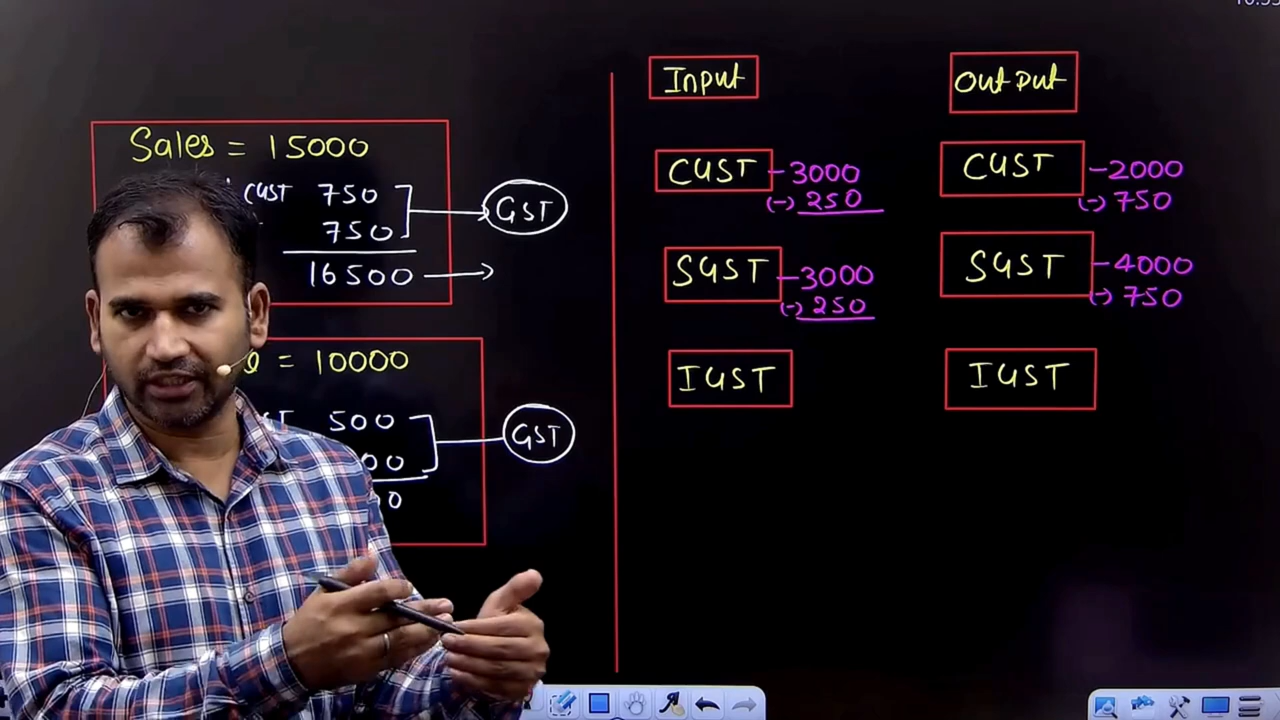 Sales = 15000
CGST 750
750
16500
GST
= 10000
500
GST
Input
CGST -3000
(-) 250
SGST -3000
(-) 250
IGST
Output
CGST -2000
(-) 750
SGST -4000
(-) 750
IGST